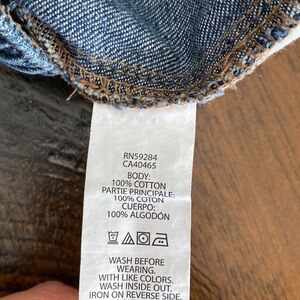 RN59284
CA40465
BODY:
100% COTTON
PARTIE PRINCIPALE:
100% COTON
CUERPO:
100% ALGODÓN
WASH BEFORE
WEARING.
WITH LIKE COLORS.
WASH INSIDE OUT.
IRON ON REVERSE SIDE.